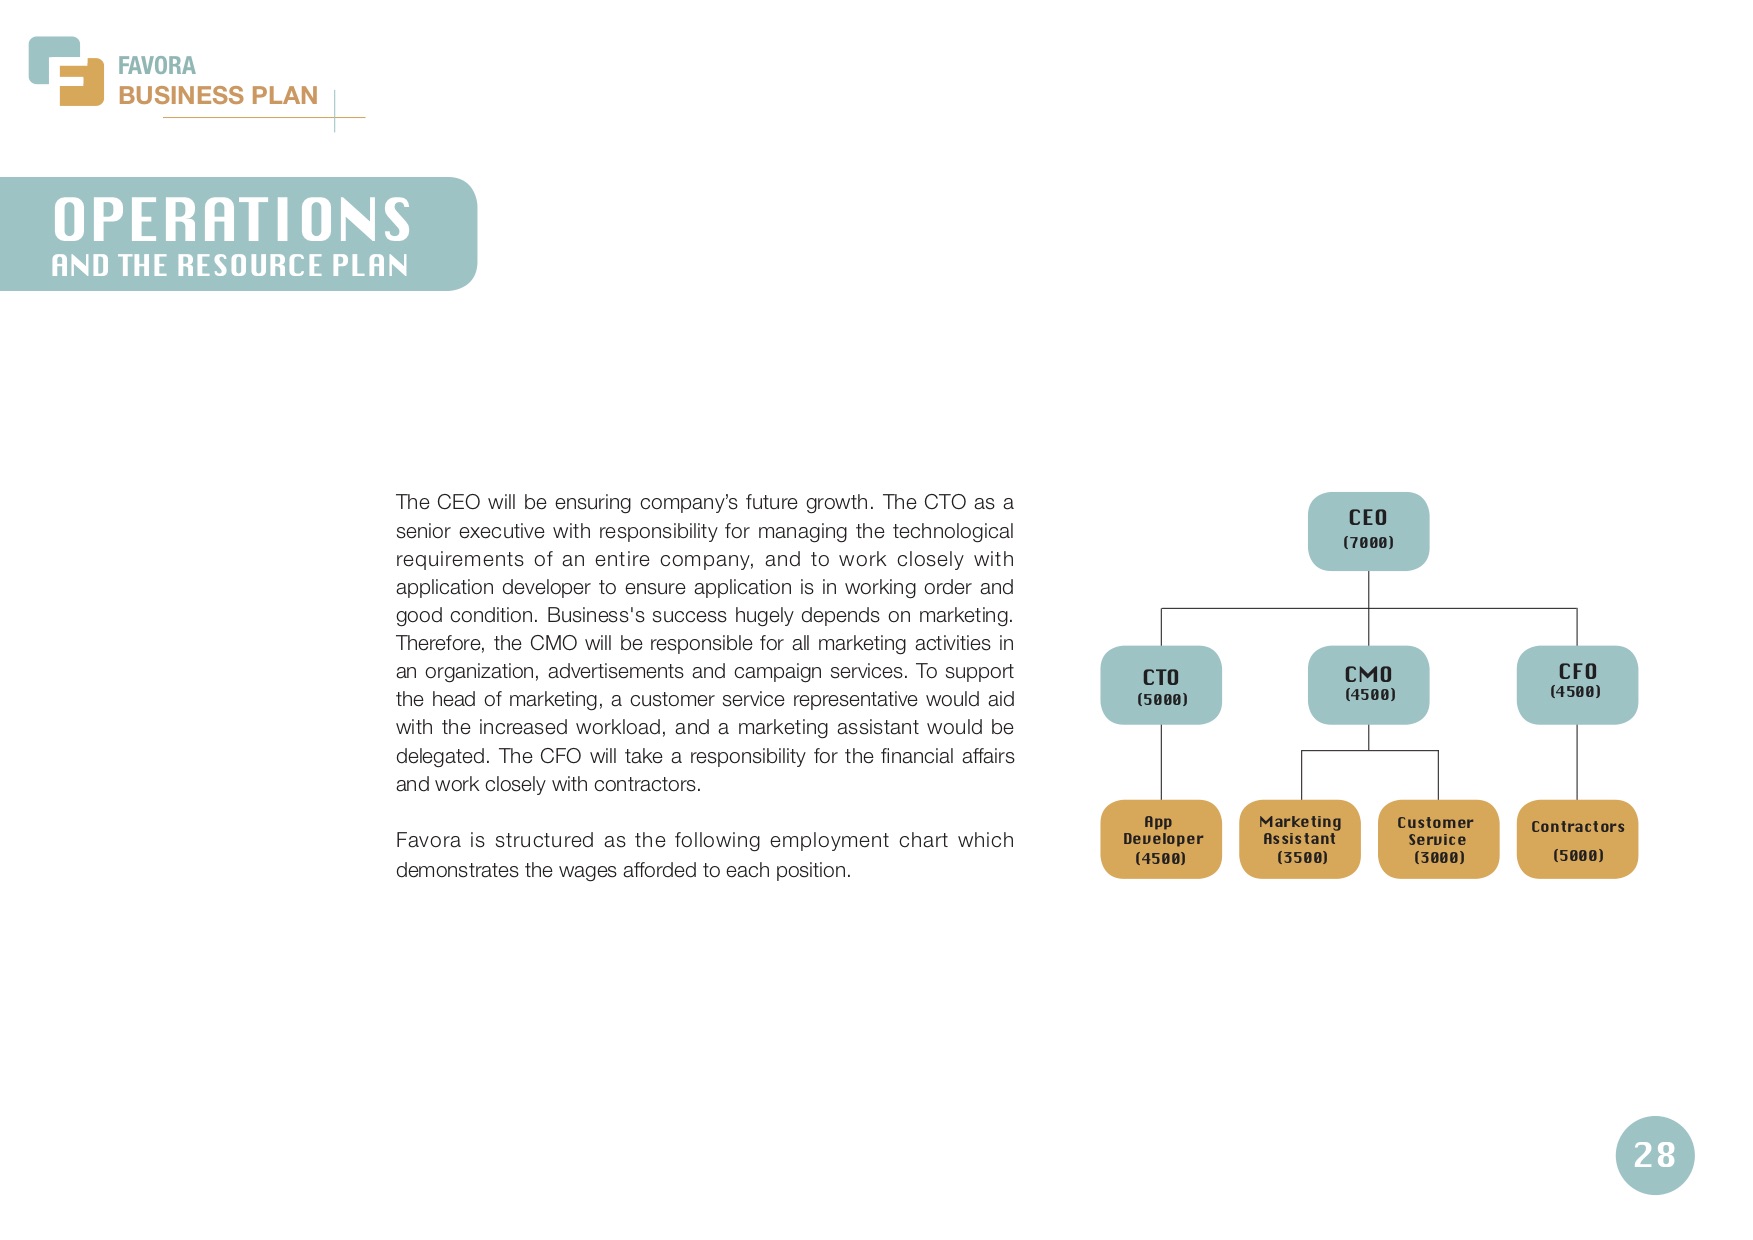 FAVORA
BUSINESS PLAN
OPERATIONS
AND THE RESOURCE PLAN
The CEO will be ensuring company’s future growth. The CTO as a
senior executive with responsibility for managing the technological
requirements of an entire company, and to work closely with
application developer to ensure application is in working order and
good condition. Business's success hugely depends on marketing.
Therefore, the CMO will be responsible for all marketing activities in
an organization, advertisements and campaign services. To support
the head of marketing, a customer service representative would aid
with the increased workload, and a marketing assistant would be
delegated. The CFO will take a responsibility for the financial affairs
and work closely with contractors.
Favora is structured as the following employment chart which
demonstrates the wages afforded to each position.
CEO
(7000)
CTO
(5000)
CMO
(4500)
CFO
(4500)
App
Developer
(4500)
Marketing
Assistant
(3500)
Customer
Service
(3000)
Contractors
(5000)
28